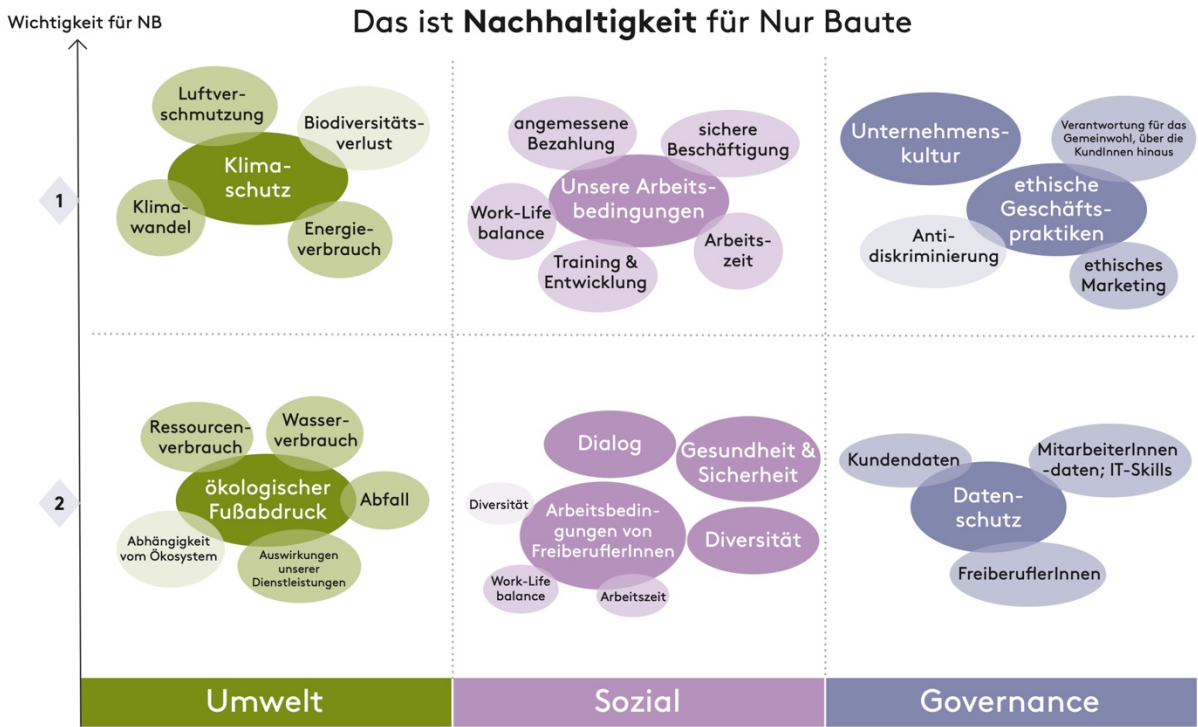 Das ist Nachhaltigkeit für Nur Baute
Wichtigkeit für NB
1
Luftver-
schmutzung
Biodiversitäts-
verlust
Klima-
schutz
Klima-
wandel
Energie-
verbrauch
angemessene
Bezahlung
sichere
Beschäftigung
Unsere Arbeits-
bedingungen
Work-Life
balance
Arbeits-
zeit
Training &
Entwicklung
Unternehmens-
kultur
Verantwortung für das
Gemeinwohl, über die
KundInnen hinaus
ethische
Geschäfts-
praktiken
Anti-
diskriminierung
ethisches
Marketing
2
Ressourcen-
verbrauch
Wasser-
verbrauch
ökologischer
Fußabdruck
Abfall
Abhängigkeit
vom Ökosystem
Auswirkungen
unserer
Dienstleistungen
Dialog
Gesundheit &
Sicherheit
Diversität
Arbeitsbedin-
gungen von
FreiberuflerInnen
Diversität
Work-Life
balance
Arbeitszeit
Kundendaten
MitarbeiterInnen
-daten; IT-Skills
Daten-
schutz
FreiberuflerInnen
Umwelt
Sozial
Governance